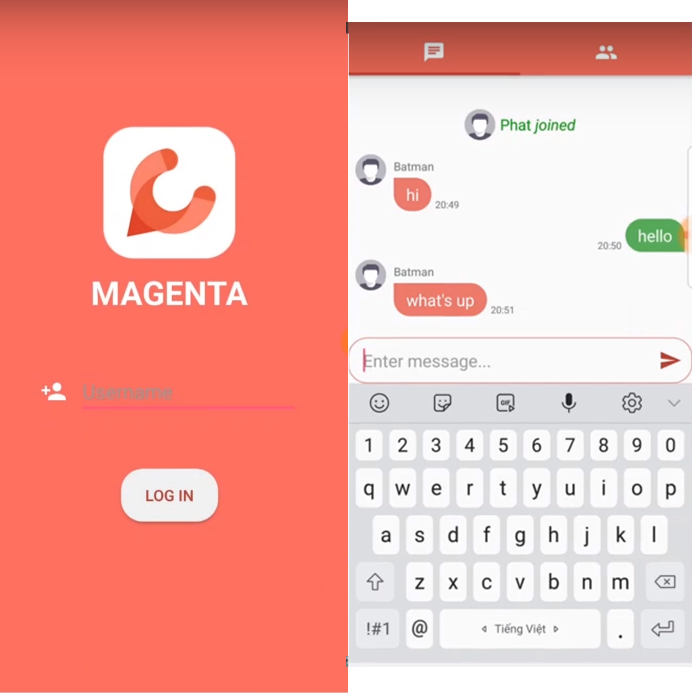 MAGENTA
Username
LOG IN
Phat joined
Batman
hi
20:49
20:50
hello
Batman
what's up
20:51
Enter message...
GIF
1 2 3 4 5 6 7 8 9 0
q w e r t y u i o p
a s d f g h j k l
z x c v b n m
!#1 @ Tiếng Việt .